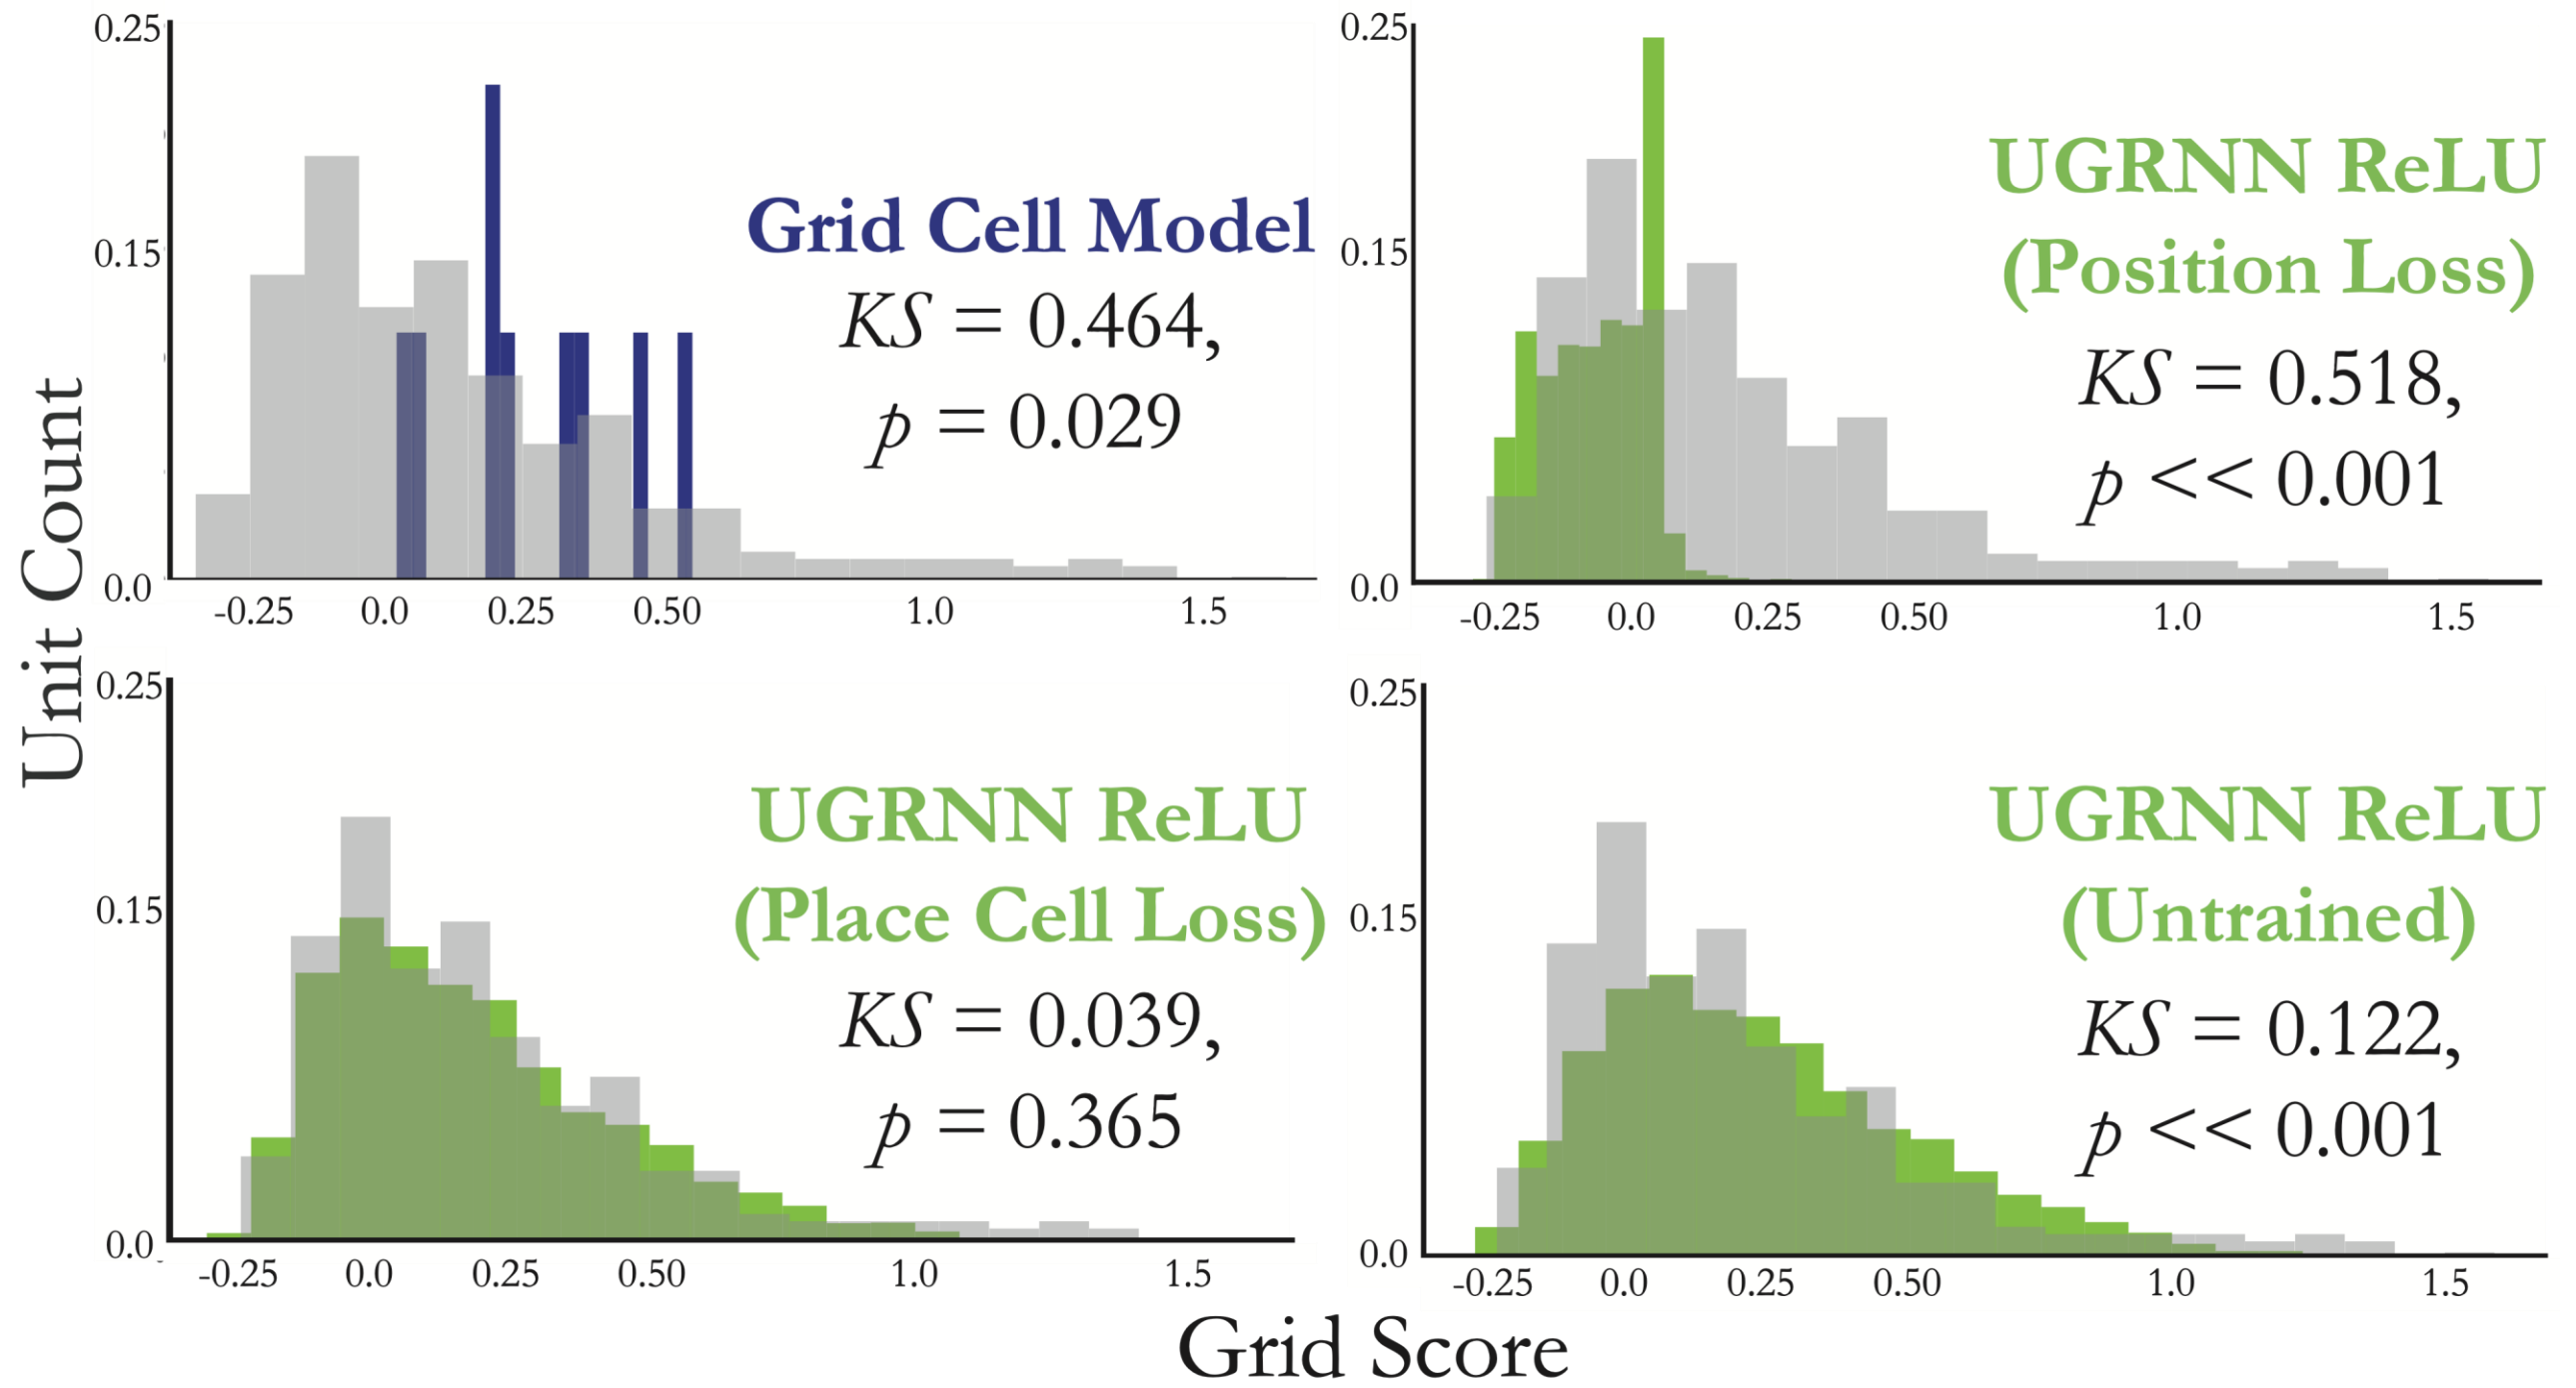 Unit Count
0.25
0.15
0.0
-0.25 0.0 0.25 0.50 1.0 1.5
Grid Cell Model
KS = 0.464,
p = 0.029
0.25
0.15
0.0
-0.25 0.0 0.25 0.50 1.0 1.5
UGRNN ReLU
(Position Loss)
KS = 0.518,
p << 0.001
0.25
0.15
0.0
-0.25 0.0 0.25 0.50 1.0 1.5
UGRNN ReLU
(Place Cell Loss)
KS = 0.039,
p = 0.365
0.25
0.15
0.0
-0.25 0.0 0.25 0.50 1.0 1.5
UGRNN ReLU
(Untrained)
KS = 0.122,
p << 0.001
Grid Score